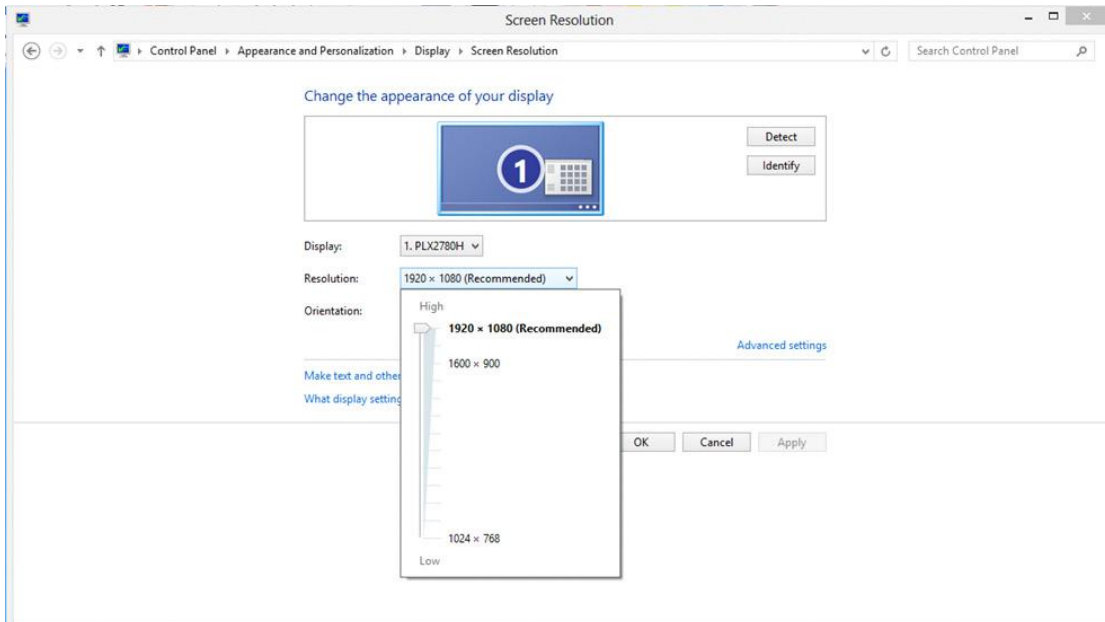 Screen Resolution
Control Panel Appearance and Personalization Display Screen Resolution Search Control Panel
Change the appearance of your display
1
Detect
Identify
Display: 1. PLX2780H
Resolution: 1920 × 1080 (Recommended)
Orientation:
High
1920 × 1080 (Recommended)
Advanced settings
1600 × 900
Make text and other
What display setting
OK Cancel Apply
1024 × 768
Low